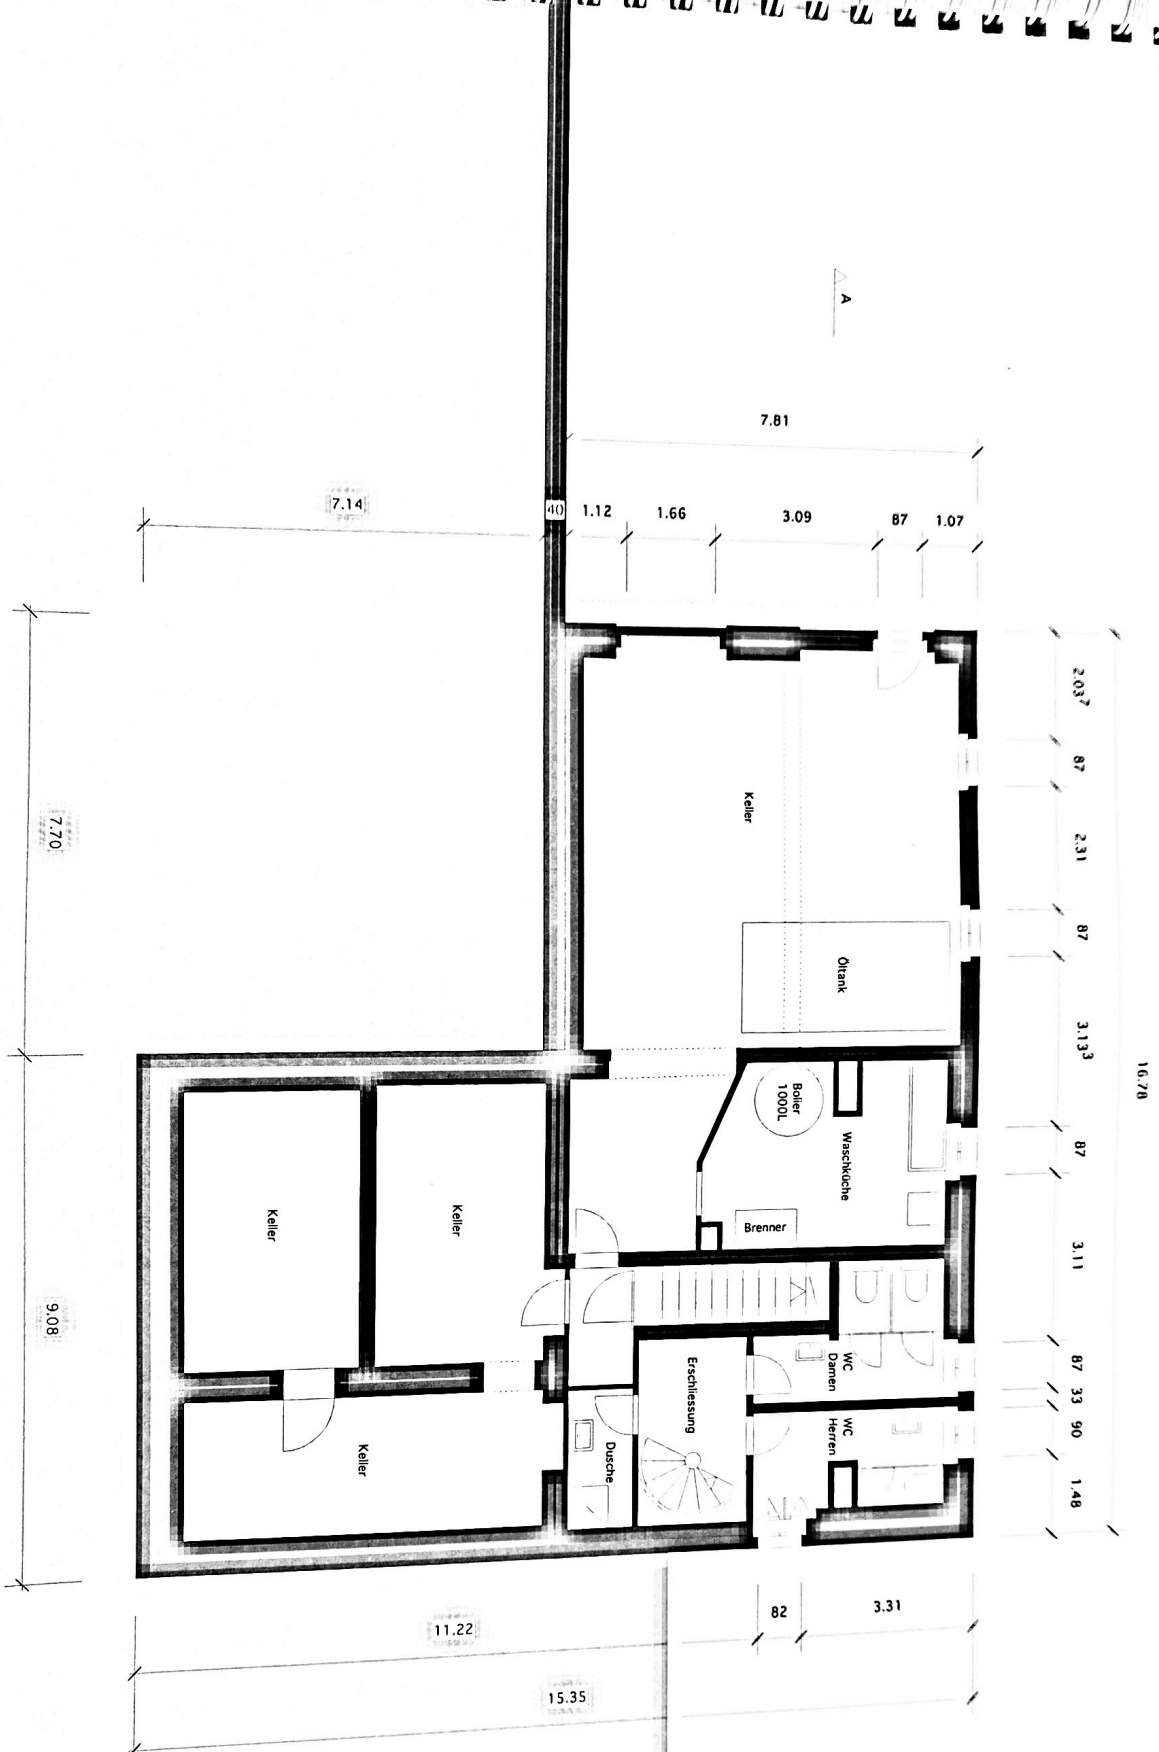 A
7.81
7.14
40
1.12
1.66
3.09
87
1.07
2.03⁷
87
2.31
87
3.13³
87
3.11
87
33
90
1.48
16.78
7.70
9.08
Keller
Öltank
Boiler
1000L
Waschküche
Brenner
Keller
Keller
Keller
Erschliessung
WC
Damen
WC
Herren
Dusche
82
3.31
11.22
15.35